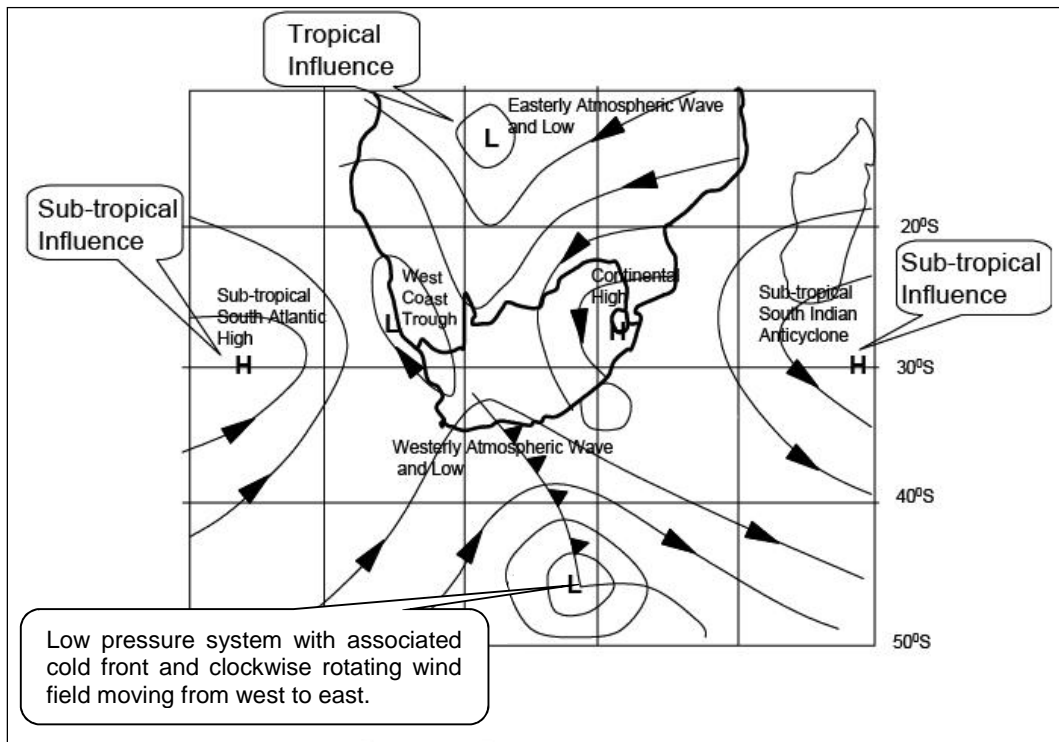 Tropical
Influence
Easterly Atmospheric Wave
and Low
L
Sub-tropical
Influence
20⁰S
Sub-tropical
Influence
Sub-tropical
South Atlantic
High
H
West
Coast
Trough
L
Continental
High
H
Sub-tropical
South Indian
Anticyclone
H
30⁰S
Westerly Atmospheric Wave
and Low
40⁰S
L
50⁰S
Low pressure system with associated
cold front and clockwise rotating wind
field moving from west to east.